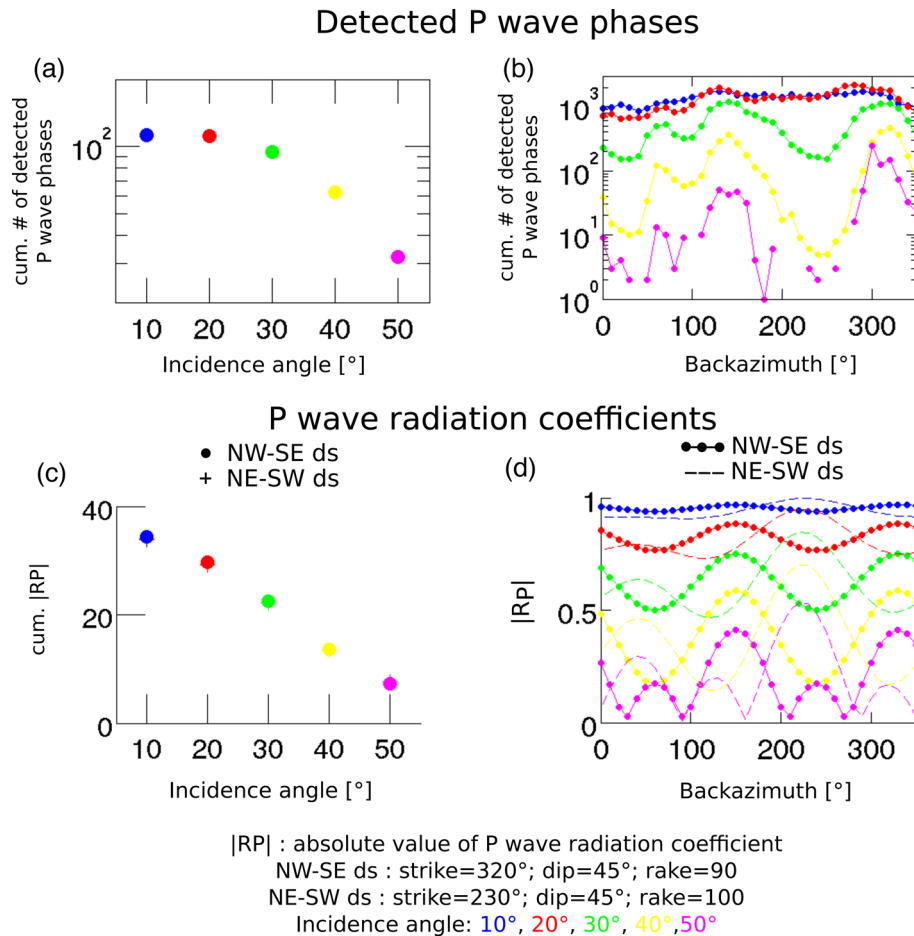 Detected P wave phases
(a)
cum. # of detected
P wave phases
10²
10 20 30 40 50
Incidence angle [°]
(b)
cum. # of detected
P wave phases
10³
10²
10¹
10⁰
0 100 200 300
Backazimuth [°]
P wave radiation coefficients
(c)
NW-SE ds
NE-SW ds
cum. |RP|
40
20
0
10 20 30 40 50
Incidence angle [°]
(d)
NW-SE ds
NE-SW ds
|Rp|
1
0.5
0
0 100 200 300
Backazimuth [°]
|RP| : absolute value of P wave radiation coefficient
NW-SE ds : strike=320°; dip=45°; rake=90
NE-SW ds : strike=230°; dip=45°; rake=100
Incidence angle: 10°, 20°, 30°, 40°,50°